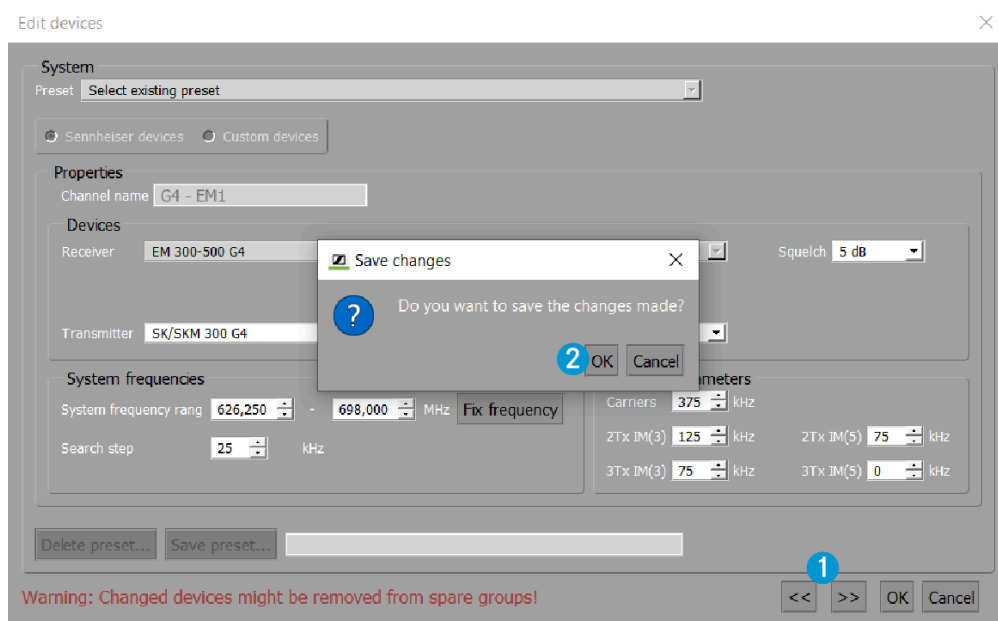 Edit devices
System
Preset Select existing preset
Sennheiser devices Custom devices
Properties
Channel name G4 - EM1
Devices
Receiver EM 300-500 G4 Squelch 5 dB
Save changes
Do you want to save the changes made?
2 OK Cancel
Transmitter SK/SKM 300 G4
System frequencies
System frequency rang 626,250 - 698,000 MHz Fix frequency
Search step 25 kHz
Carriers 375 kHz
2Tx IM(3) 125 kHz 2Tx IM(5) 75 kHz
3Tx IM(3) 75 kHz 3Tx IM(5) 0 kHz
Delete preset... Save preset...
1
Warning: Changed devices might be removed from spare groups! << >> OK Cancel